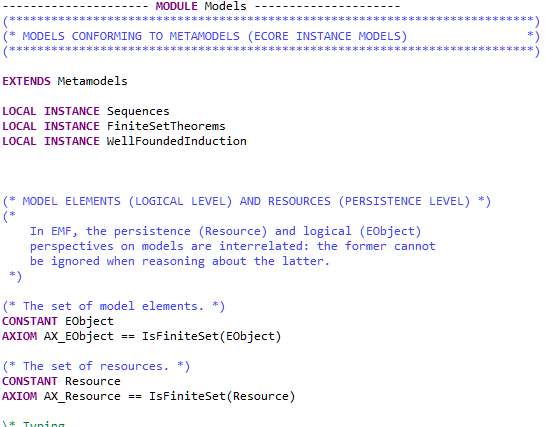 --------------------- MODULE Models ---------------------
(***************************************************************************)
(* MODELS CONFORMING TO METAMODELS (ECORE INSTANCE MODELS) *)
(***************************************************************************)
EXTENDS Metamodels
LOCAL INSTANCE Sequences
LOCAL INSTANCE FiniteSetTheorems
LOCAL INSTANCE WellFoundedInduction
(* MODEL ELEMENTS (LOGICAL LEVEL) AND RESOURCES (PERSISTENCE LEVEL) *)
(*
In EMF, the persistence (Resource) and logical (EObject)
perspectives on models are interrelated: the former cannot
be ignored when reasoning about the latter.
*)
(* The set of model elements. *)
CONSTANT EObject
AXIOM AX_EObject == IsFiniteSet(EObject)
(* The set of resources. *)
CONSTANT Resource
AXIOM AX_Resource == IsFiniteSet(Resource)
\* Typing